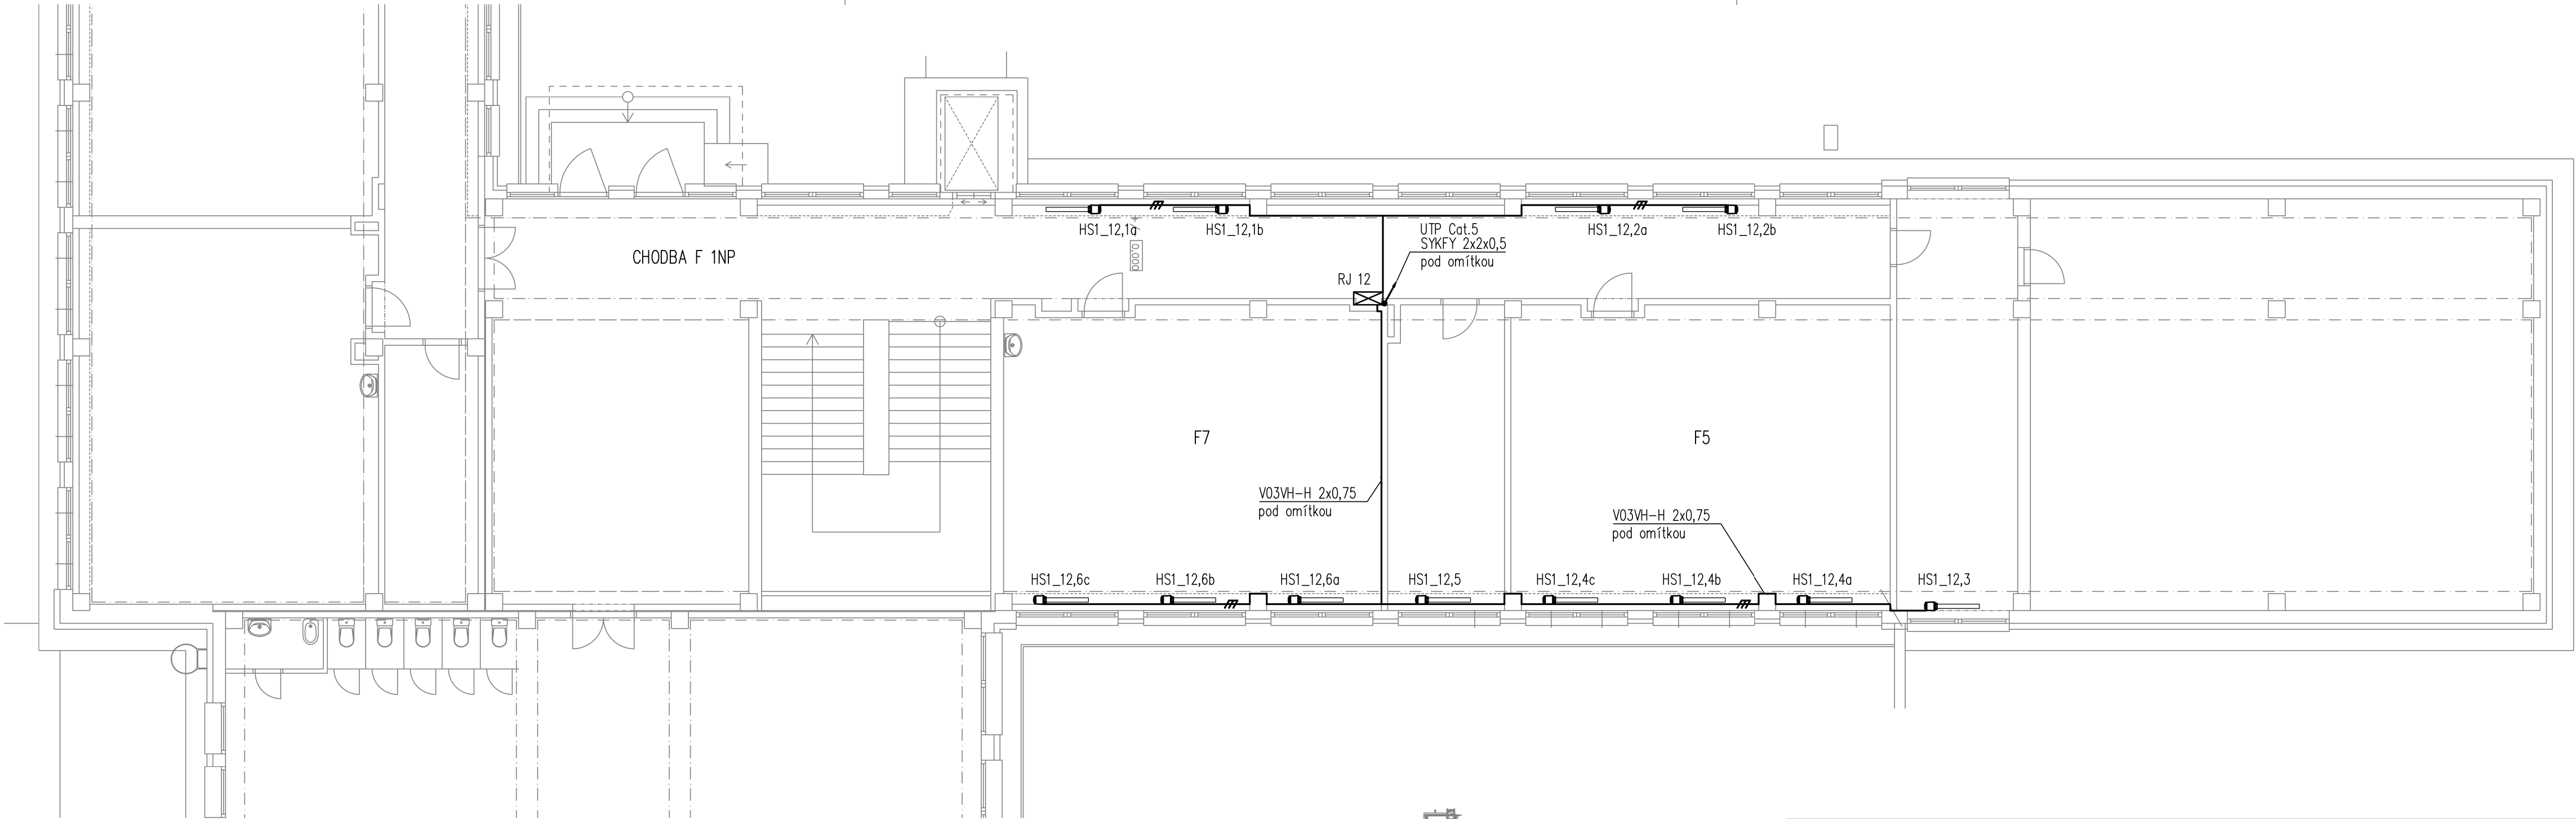 HS1_12,1a
HS1_12,1b
UTP Cat.5
SYKFY 2x2x0,5
pod omítkou
HS1_12,2a
HS1_12,2b
CHODBA F 1NP
0,000
RJ 12
F7
F5
V03VH-H 2x0,75
pod omítkou
V03VH-H 2x0,75
pod omítkou
HS1_12,6c
HS1_12,6b
HS1_12,6a
HS1_12,5
HS1_12,4c
HS1_12,4b
HS1_12,4a
HS1_12,3